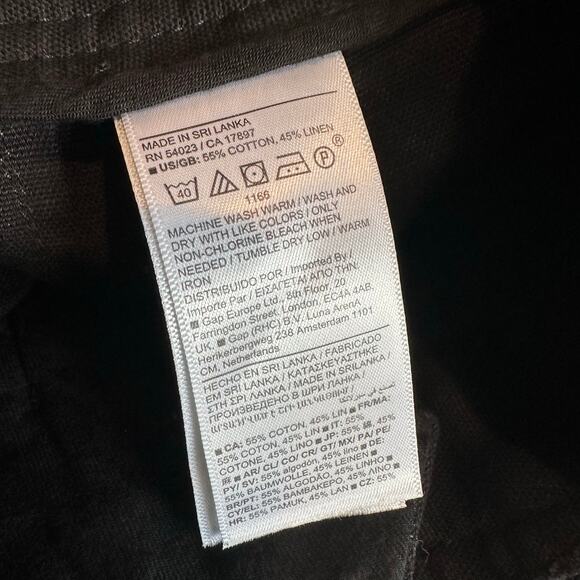 MADE IN SRI LANKA
RN 54023 / CA 17897
■ US/GB: 55% COTTON, 45% LINEN
40 P ®
1166
MACHINE WASH WARM / WASH AND
DRY WITH LIKE COLORS / ONLY
NON-CHLORINE BLEACH WHEN
NEEDED / TUMBLE DRY LOW / WARM
IRON
DISTRIBUIDO POR / Imported By /
Importe Par / ΕΙΣΑΓΕΤΑΙ ΑΠΟ ΤΗΝ.
■ Gap Europe Ltd., 8th Floor, 20
Farringdon Street, London, EC4A 4AB,
UK. ■ Gap (RHC) B.V. Luna Arena
Herikerbergweg 238 Amsterdam 1101
CM, Netherlands
HECHO EN SRI LANKA / FABRICADO
EM SRI LANKA / ΚΑΤΑΣΚΕΥΑΣΤΗΚΕ
ΣΤΗ ΣΡΙ ΛΑΝΚΑ / MADE IN SRILANKA /
ПРОИЗВЕДЕНО В ШРИ ЛАНКА /
■ CA: 55% COTTON, 45% LIN ■ FR/MA:
55% COTON, 45% LIN ■ IT: 55%
COTONE, 45% LINO ■ JP: 55% 綿, 45%
■ AR/CL/CO/CR/GT/MX/PA/PE/
PY/SV: 55% algodón, 45% lino ■
55% BAUMWOLLE, 45% LEINEN ■
BR/PT: 55% ALGODÃO, 45% LINHO ■
CY/EL: 55% ΒΑΜΒΑΚΕΡΟ, 45% ΛΙΝΟ ■
HR: 55% PAMUK, 45% LAN ■ CZ: 55%